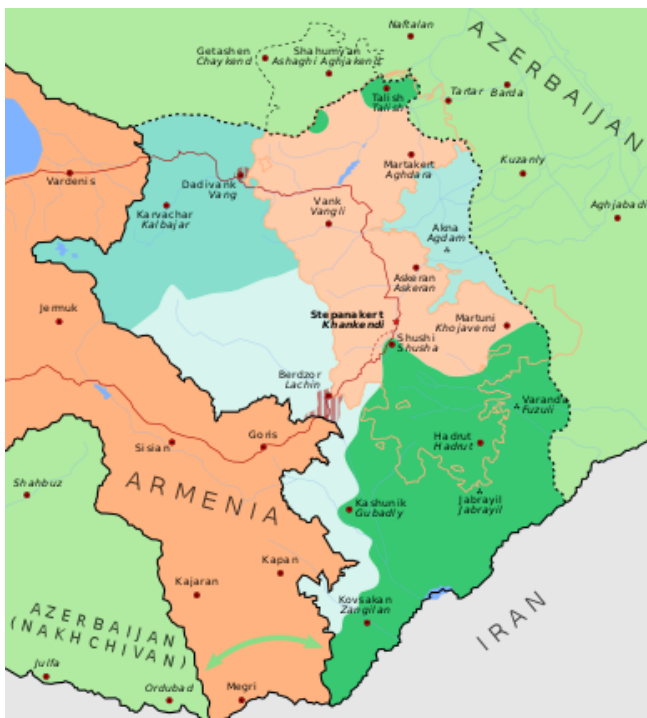 Naftalan
Getashen
Chaykend
Shahumyan
Ashaghi Aghjakend
AZERBAIJAN
Talish
Talish
Tartar
Barda
Martakert
Aghdara
Kuzanly
Vardenis
Dadivank
Vang
Aghjabadi
Karvachar
Kalbajar
Vank
Vangli
Akna
Agdam
Askeran
Askeran
Jermuk
Stepanakert
Khankendi
Martuni
Khojavend
Shushi
Shusha
Berdzor
Lachin
Varanda
Fuzuli
Goris
Sisian
Hadrut
Hadrut
Shahbuz
ARMENIA
Jabrayil
Jabrayil
Kashunik
Gubadly
Kapan
Kajaran
Kovsakan
Zangilan
IRAN
AZERBAIJAN
(NAKHCHIVAN)
Julfa
Ordubad
Megri